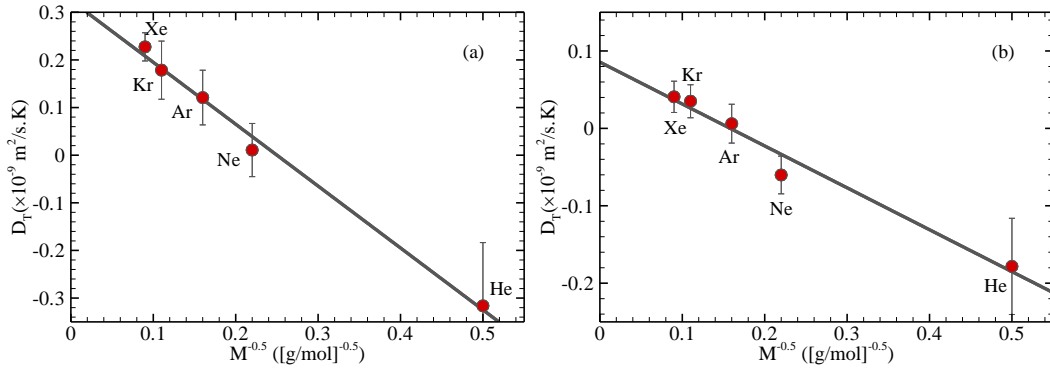 (a)
Xe
Kr
Ar
Ne
He
0.3
0.2
0.1
0
-0.1
-0.2
-0.3
0 0.1 0.2 0.3 0.4 0.5
D_T(×10^-9 m^2/s.K)
M^-0.5 ([g/mol]^-0.5)
(b)
Kr
Xe
Ar
Ne
He
0.1
0
-0.1
-0.2
0 0.1 0.2 0.3 0.4 0.5
D_T(×10^-9 m^2/s.K)
M^-0.5 ([g/mol]^-0.5)